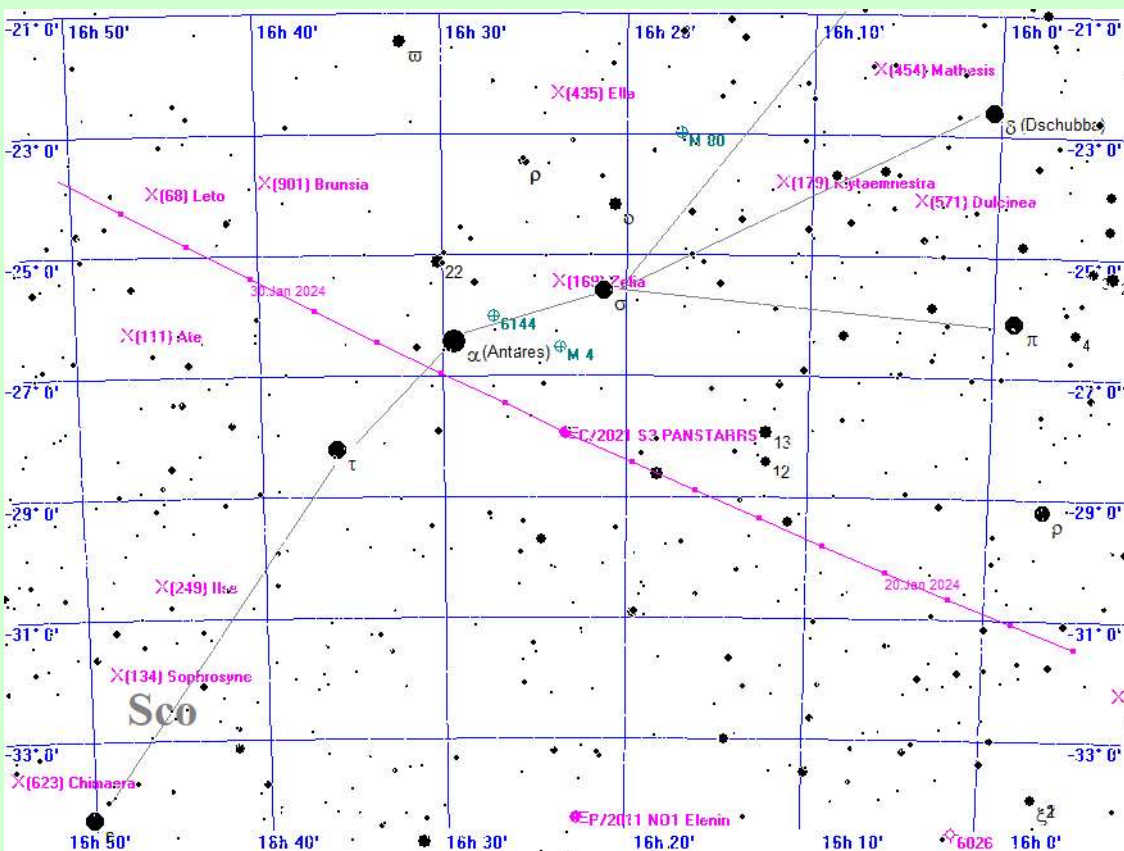 -21° 0' 16h 50' 16h 40' 16h 30' 16h 20' 16h 10' 16h 0' -21° 0'
ϖ
(454) Mathesis
(435) Ella
δ (Dschubba)
M 80
-23° 0' -23° 0'
ρ
(68) Leto (901) Brunsia (179) Klytaemnestra
(571) Dulcinea
ο
-25° 0' -25° 0'
22
(169) Zelia
30.Jan 2024
σ
6144
(111) Ate
α (Antares) M 4
π 4
-27° 0' -27° 0'
C/2021 S3 PANSTARRS 13
τ 12
-29° 0' -29° 0'
ρ
(249) Ilse 20.Jan 2024
-31° 0' -31° 0'
(134) Sophrosyne
Sco
-33° 0' -33° 0'
(623) Chimaera
P/2011 NO1 Elenin
ε
16h 50' 16h 40' 16h 30' 16h 20' 16h 10' 16h 0' 6026